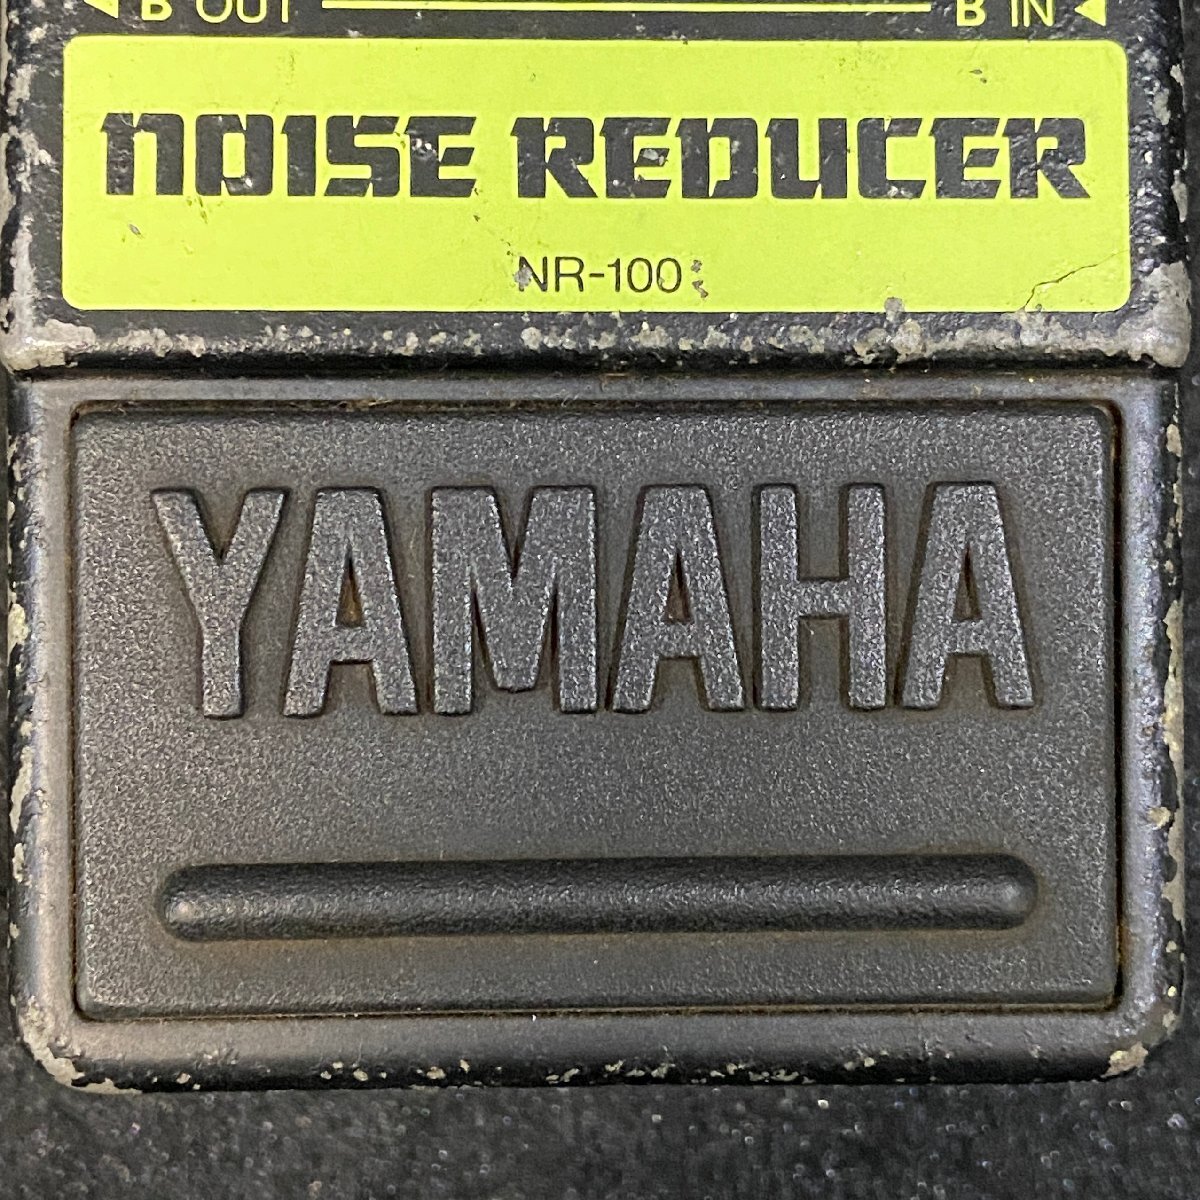 B OUT B IN
NOISE REDUCER
NR-100
YAMAHA